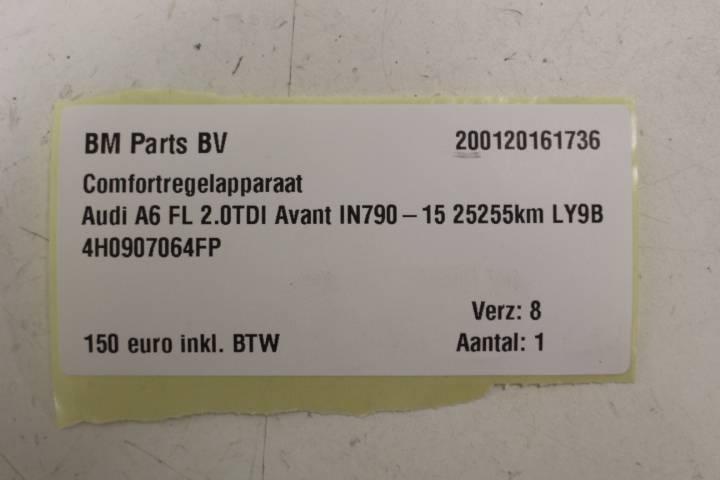 BM Parts BV 200120161736
Comfortregelapparaat
Audi A6 FL 2.0TDI Avant IN790 – 15 25255km LY9B
4H0907064FP
Verz: 8
150 euro inkl. BTW Aantal: 1